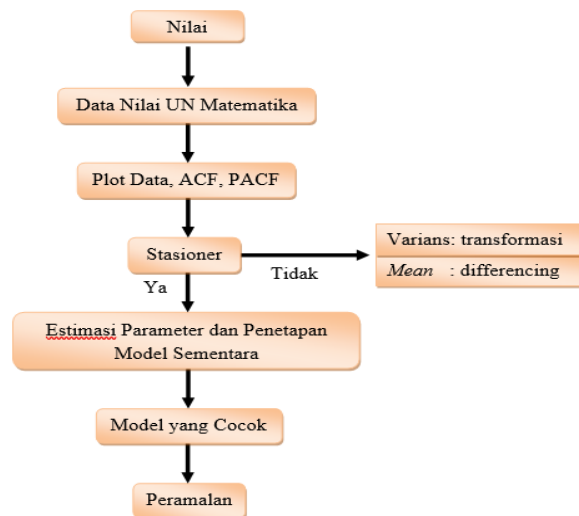 Nilai
Data Nilai UN Matematika
Plot Data, ACF, PACF
Stasioner
Tidak
Varians: transformasi
Mean : differencing
Ya
Estimasi Parameter dan Penetapan
Model Sementara
Model yang Cocok
Peramalan